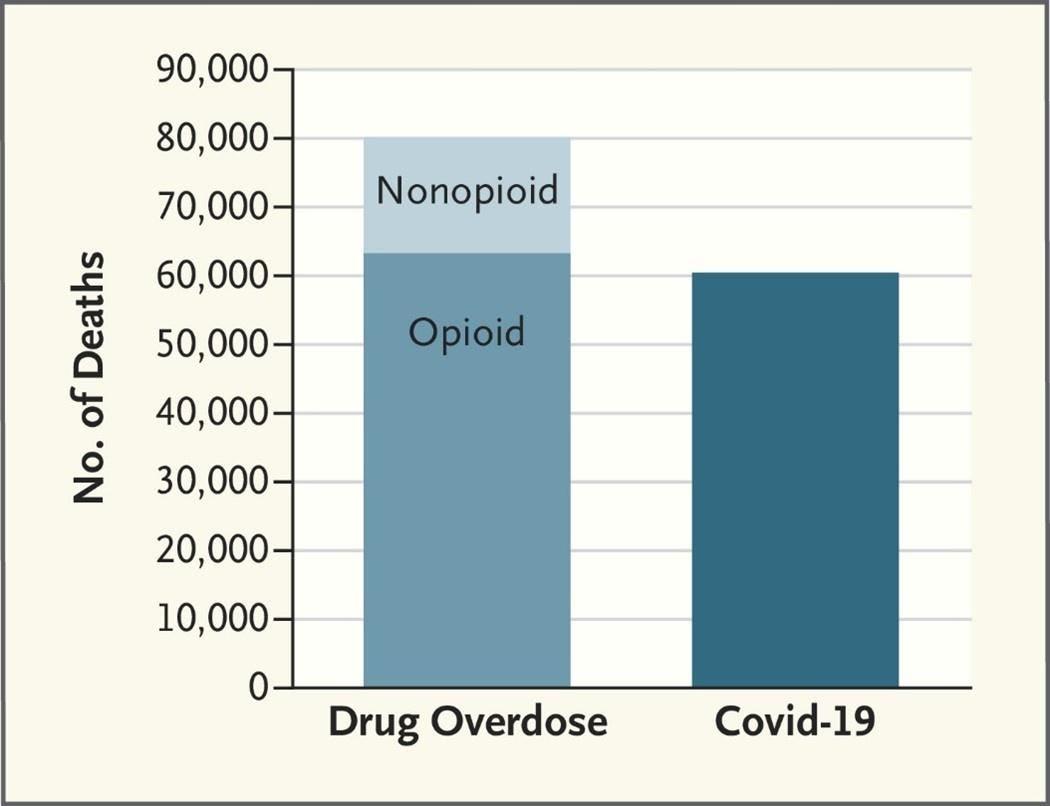 90,000
80,000
70,000
60,000
50,000
40,000
30,000
20,000
10,000
0
No. of Deaths
Nonopioid
Opioid
Drug Overdose
Covid-19